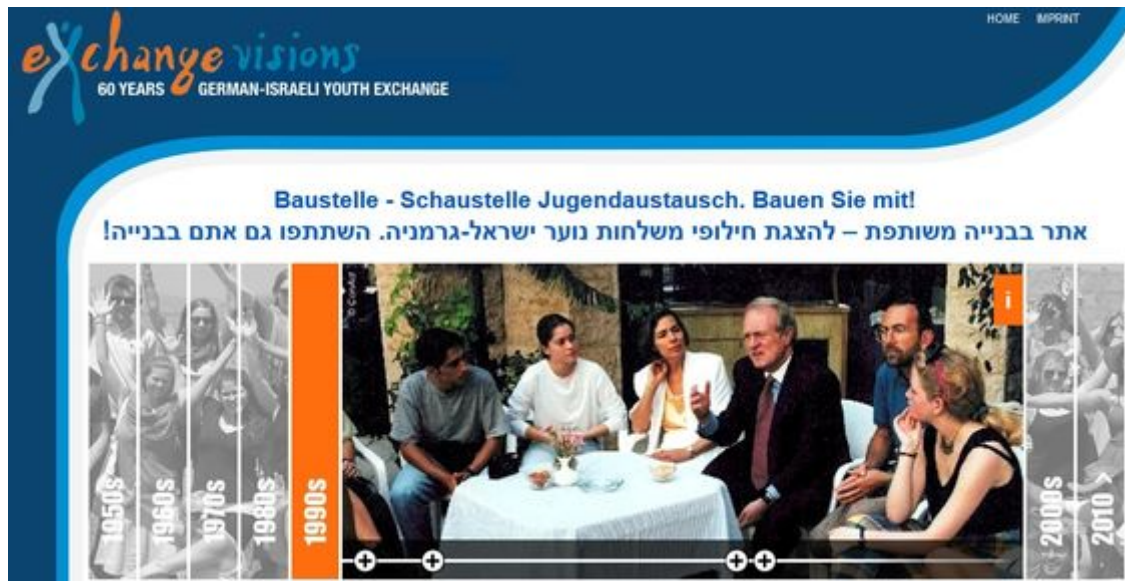 HOME IMPRINT
exchange visions
60 YEARS GERMAN-ISRAELI YOUTH EXCHANGE
Baustelle - Schaustelle Jugendaustausch. Bauen Sie mit!
אתר בבנייה משותפת – להצגת חילופי משלחות נוער ישראל-גרמניה. השתתפו גם אתם בבנייה!
© ConAct
i
1950s
1960s
1970s
1980s
1990s
2000s
2010 >